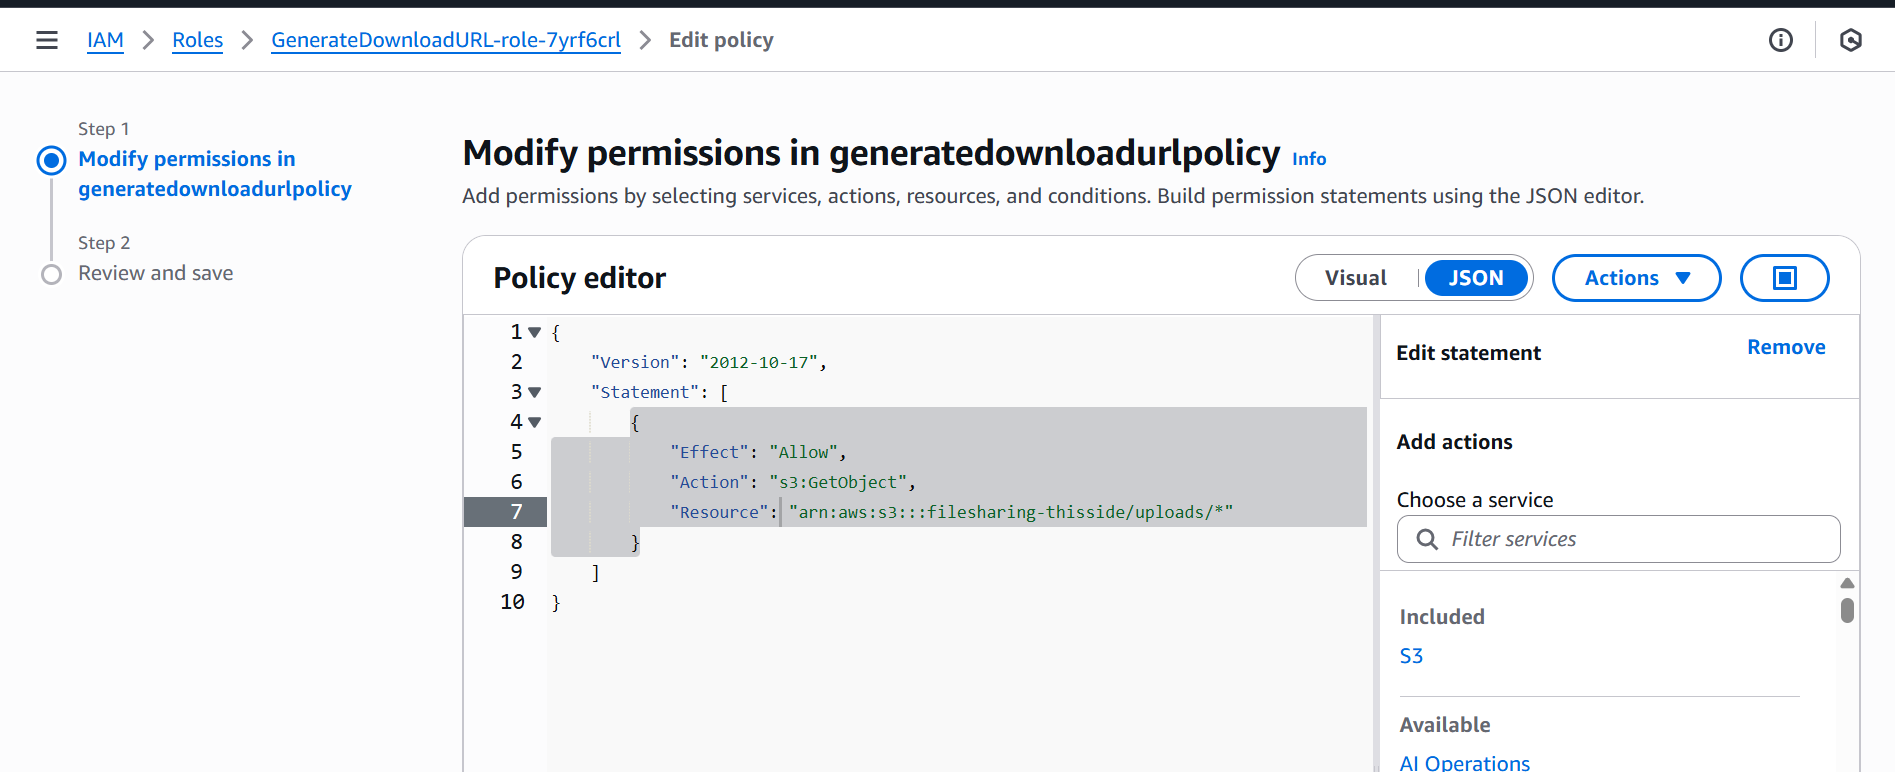 IAM > Roles > GenerateDownloadURL-role-7yrf6crl > Edit policy
Step 1
Modify permissions in
generatedownloadurlpolicy
Step 2
Review and save
Modify permissions in generatedownloadurlpolicy Info
Add permissions by selecting services, actions, resources, and conditions. Build permission statements using the JSON editor.
Policy editor
Visual | JSON
Actions
1 {
2 "Version": "2012-10-17",
3 "Statement": [
4 {
5 "Effect": "Allow",
6 "Action": "s3:GetObject",
7 "Resource": "arn:aws:s3:::filesharing-thisside/uploads/*"
8 }
9 ]
10 }
Edit statement
Remove
Add actions
Choose a service
Filter services
Included
S3
Available
AI Operations